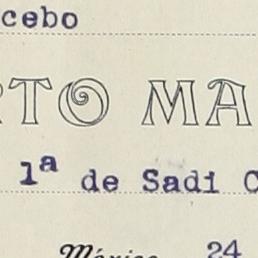 cebo
RTO MA
1ª de Sadi C
México 24